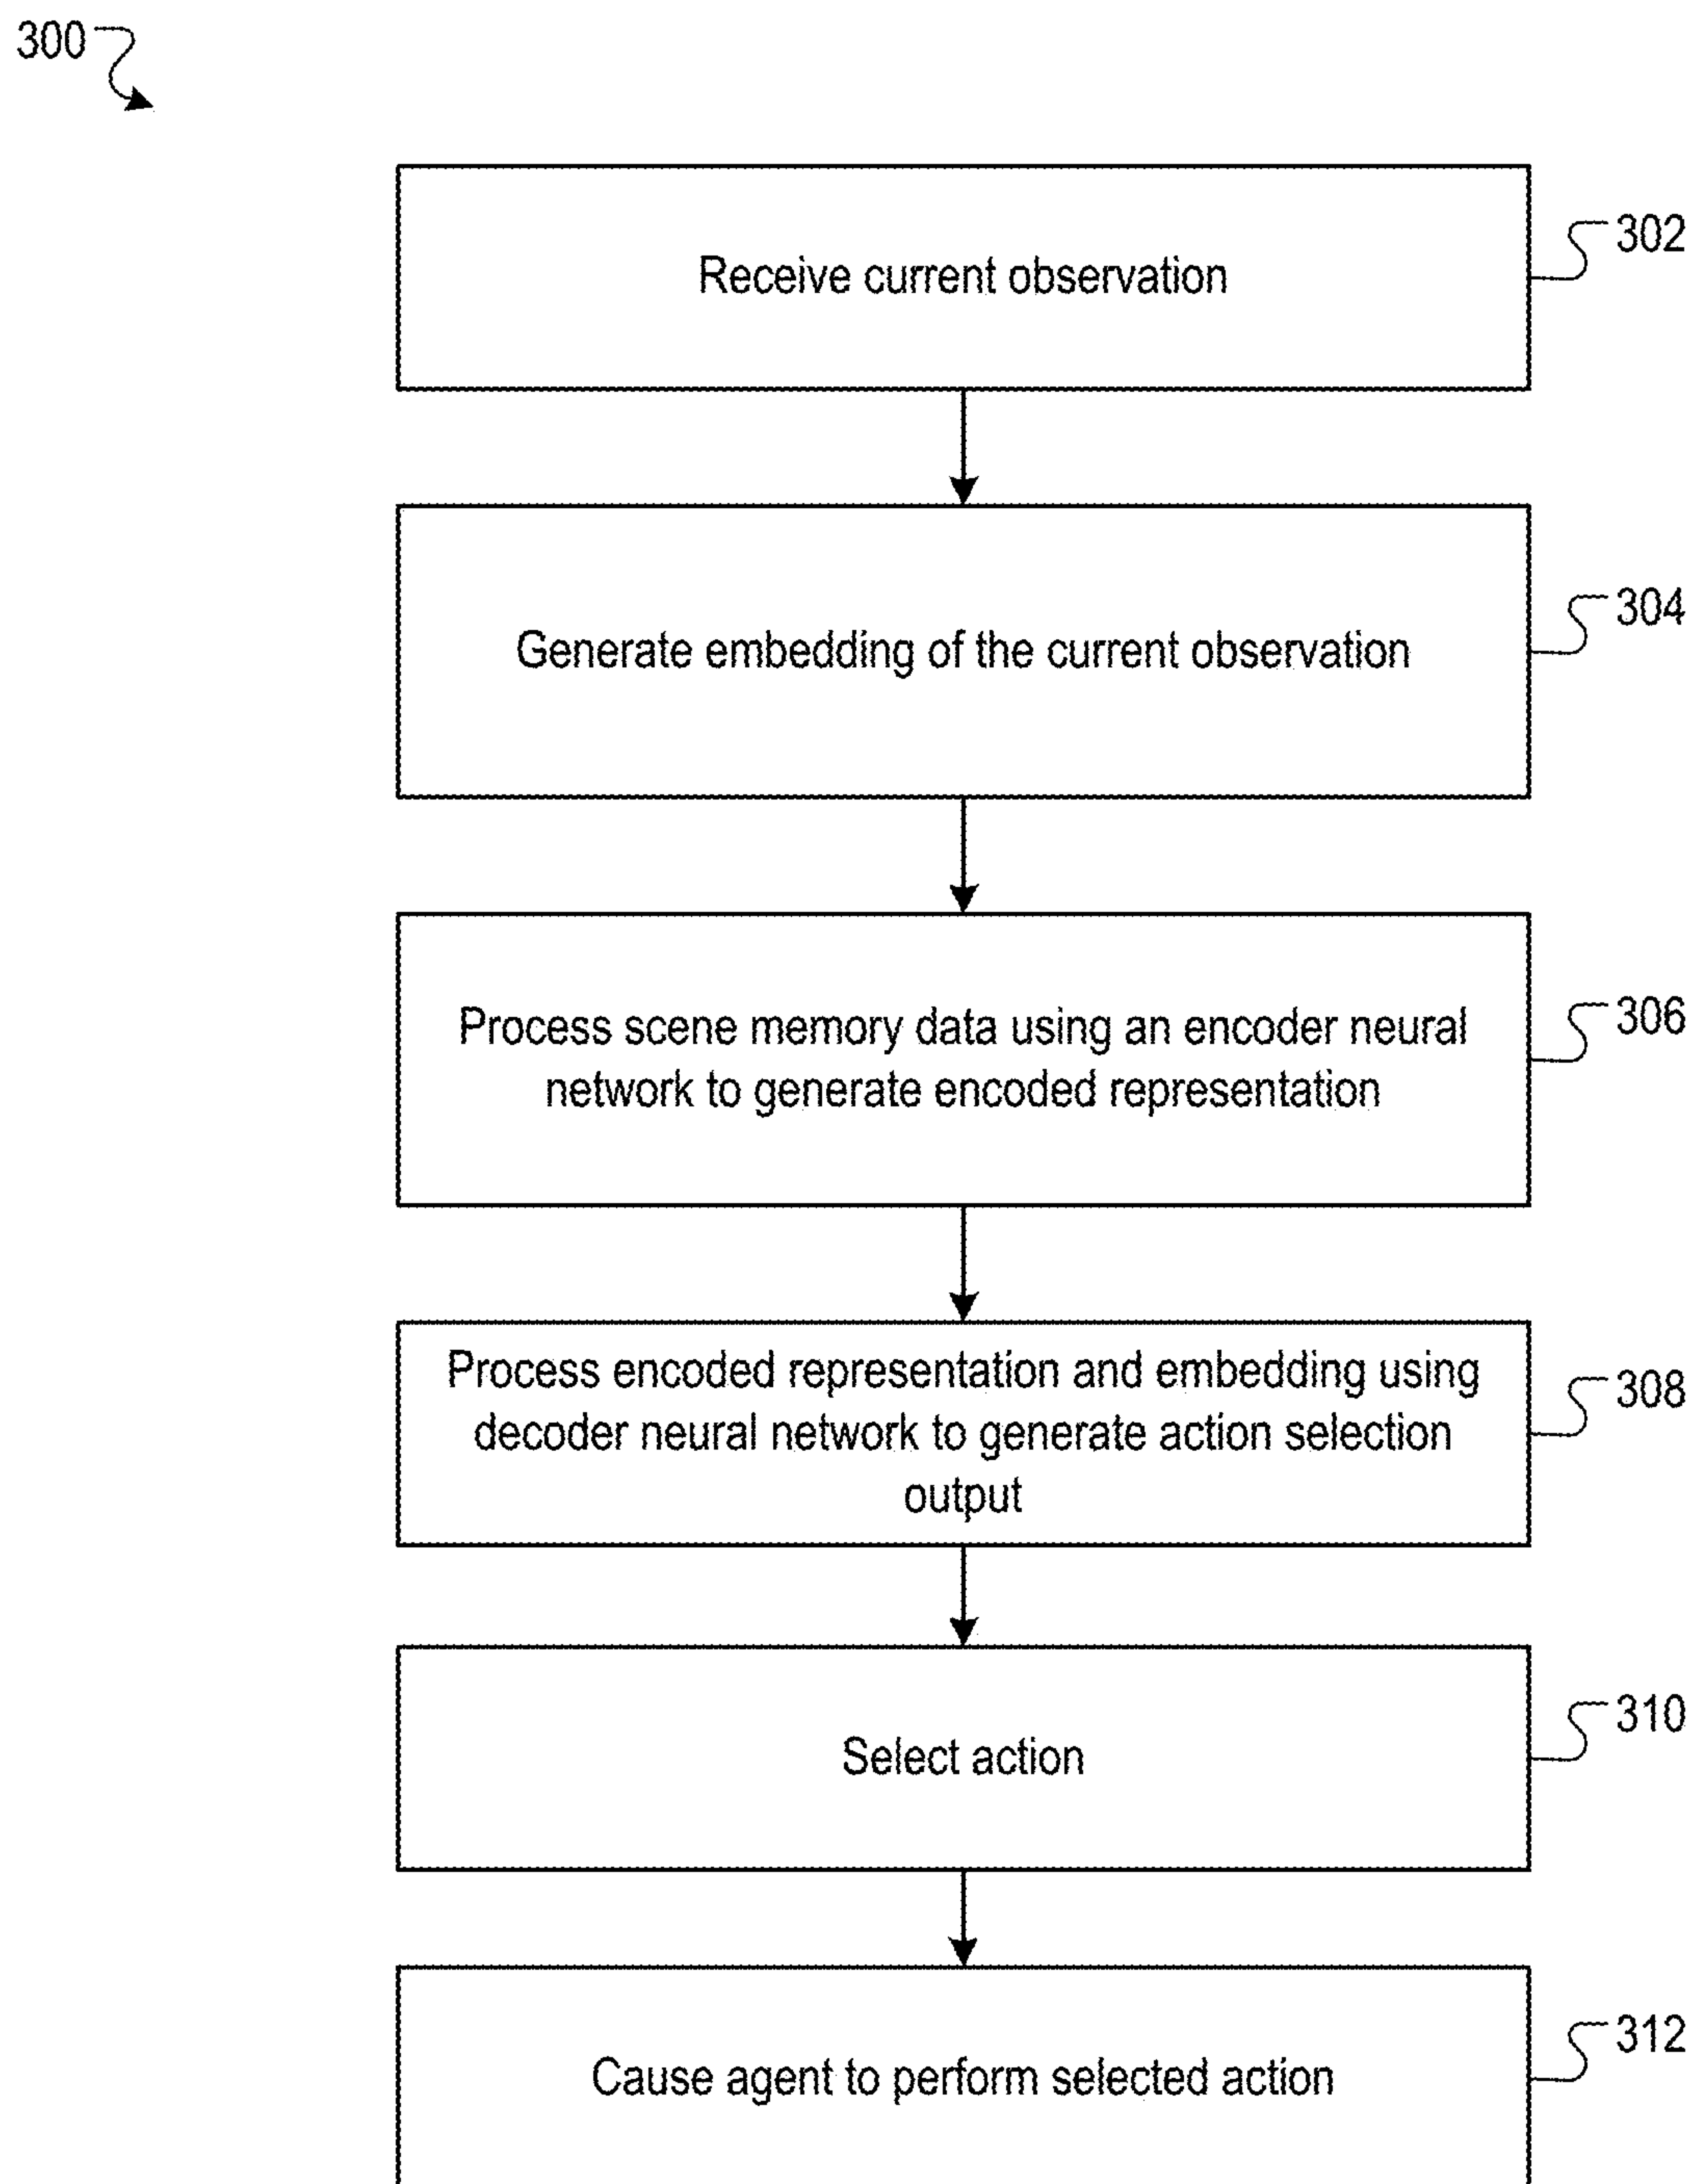 300
Receive current observation
302
Generate embedding of the current observation
304
Process scene memory data using an encoder neural
network to generate encoded representation
306
Process encoded representation and embedding using
decoder neural network to generate action selection
output
308
Select action
310
Cause agent to perform selected action
312